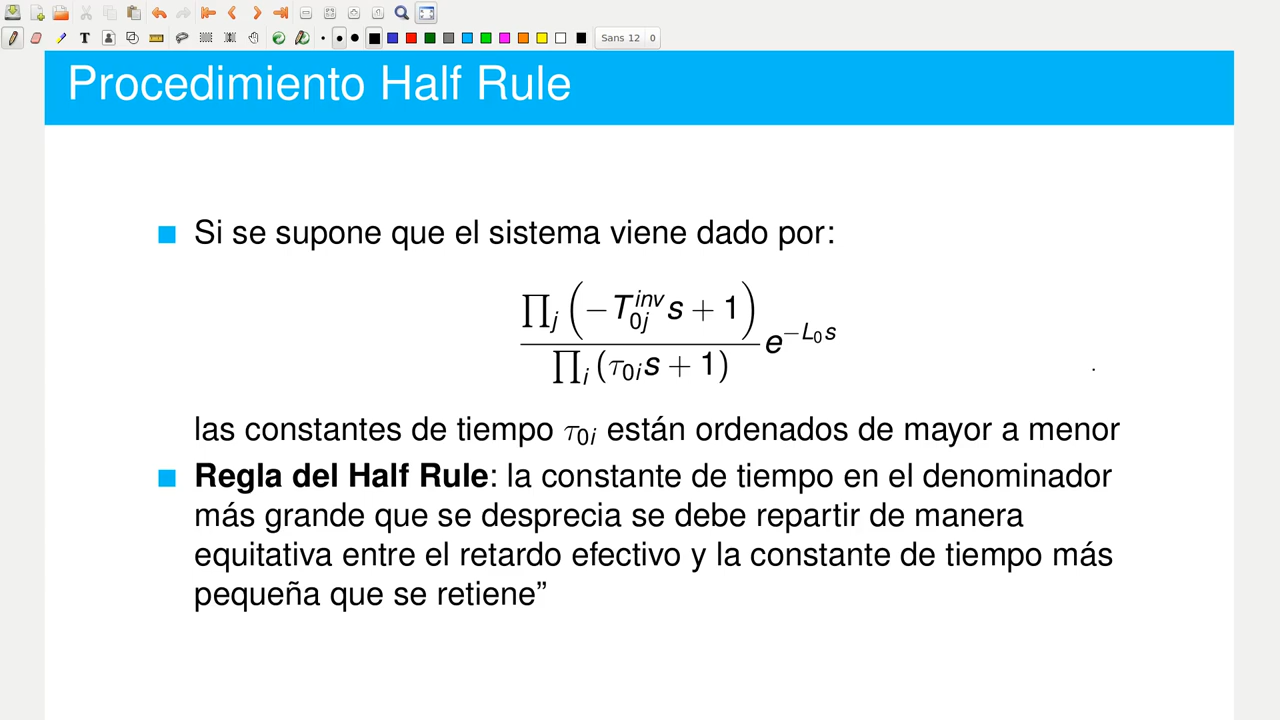 Sans 12 0
Procedimiento Half Rule
Si se supone que el sistema viene dado por:
∏_j (−T_{0j}^{inv} s + 1)
∏_i (τ_{0i} s + 1)
e^{−L_0 s}
las constantes de tiempo τ_{0i} están ordenados de mayor a menor
Regla del Half Rule: la constante de tiempo en el denominador
más grande que se desprecia se debe repartir de manera
equitativa entre el retardo efectivo y la constante de tiempo más
pequeña que se retiene”